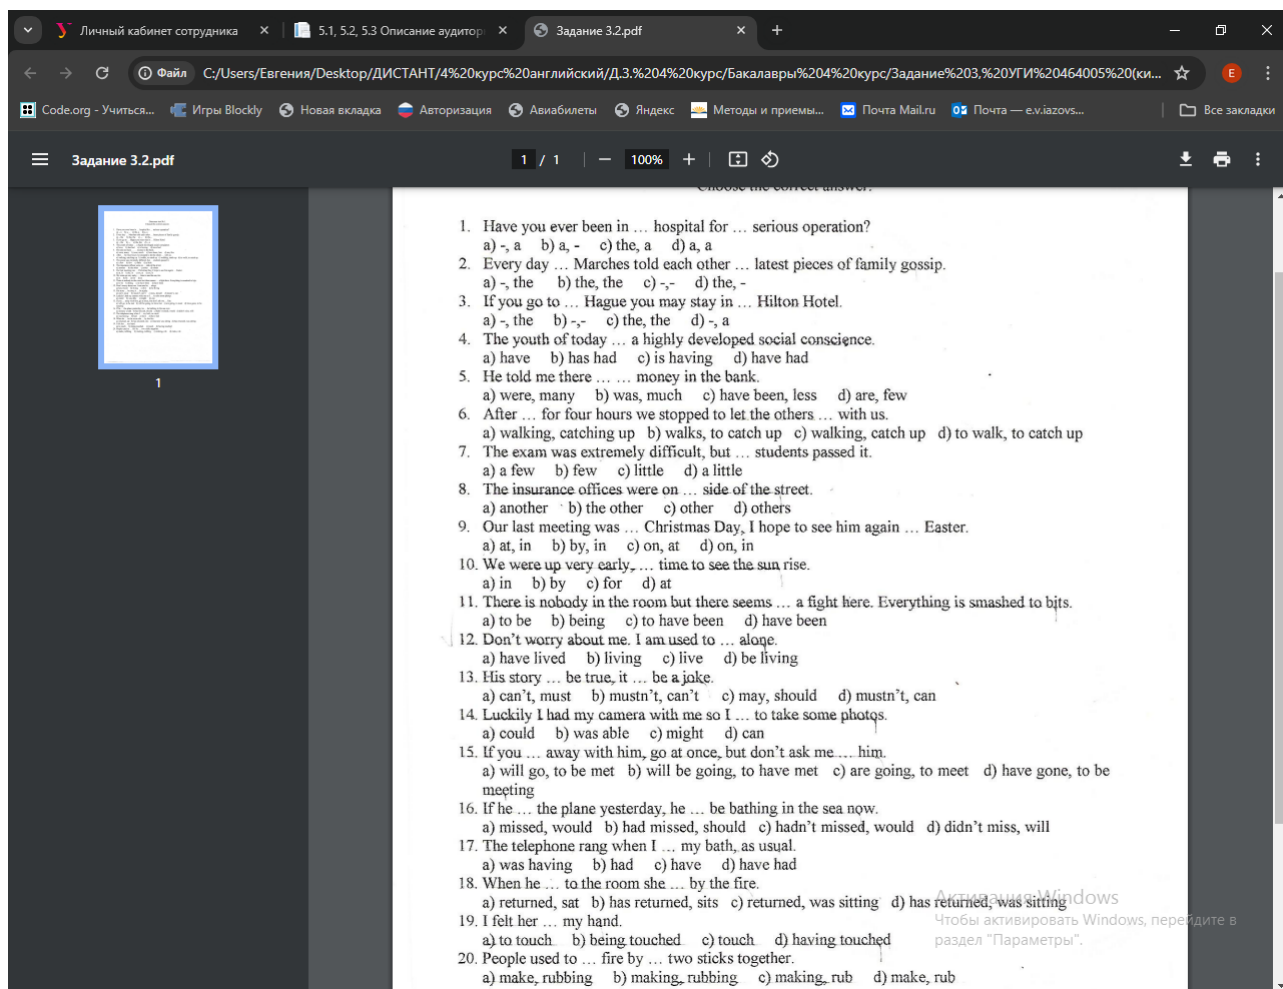 Личный кабинет сотрудника
5.1, 5.2, 5.3 Описание аудитор
Задание 3.2.pdf
Файл
C:/Users/Евгения/Desktop/ДИСТАНТ/4%20курс%20английский/Д.З.%204%20курс/Бакалавры%204%20курс/Задание%203,%20УГИ%20464005%20(ки...
E
Code.org - Учиться...
Игры Blockly
Новая вкладка
Авторизация
Авиабилеты
Яндекс
Методы и приемы...
Почта Mail.ru
Почта — e.v.iazovs...
Все закладки
Задание 3.2.pdf
1 / 1
100%
1
Choose the correct answer.
1. Have you ever been in … hospital for … serious operation?
a) -, a b) a, - c) the, a d) a, a
2. Every day … Marches told each other … latest pieces of family gossip.
a) -, the b) the, the c) -,- d) the, -
3. If you go to … Hague you may stay in … Hilton Hotel.
a) -, the b) -,- c) the, the d) -, a
4. The youth of today … a highly developed social conscience.
a) have b) has had c) is having d) have had
5. He told me there … … money in the bank.
a) were, many b) was, much c) have been, less d) are, few
6. After … for four hours we stopped to let the others … with us.
a) walking, catching up b) walks, to catch up c) walking, catch up d) to walk, to catch up
7. The exam was extremely difficult, but … students passed it.
a) a few b) few c) little d) a little
8. The insurance offices were on … side of the street.
a) another b) the other c) other d) others
9. Our last meeting was … Christmas Day, I hope to see him again … Easter.
a) at, in b) by, in c) on, at d) on, in
10. We were up very early, … time to see the sun rise.
a) in b) by c) for d) at
11. There is nobody in the room but there seems … a fight here. Everything is smashed to bits.
a) to be b) being c) to have been d) have been
12. Don't worry about me. I am used to … alone.
a) have lived b) living c) live d) be living
13. His story … be true, it … be a joke.
a) can't, must b) mustn't, can't c) may, should d) mustn't, can
14. Luckily I had my camera with me so I … to take some photos.
a) could b) was able c) might d) can
15. If you … away with him, go at once, but don't ask me … him.
a) will go, to be met b) will be going, to have met c) are going, to meet d) have gone, to be
meeting
16. If he … the plane yesterday, he … be bathing in the sea now.
a) missed, would b) had missed, should c) hadn't missed, would d) didn't miss, will
17. The telephone rang when I … my bath, as usual.
a) was having b) had c) have d) have had
18. When he … to the room she … by the fire.
a) returned, sat b) has returned, sits c) returned, was sitting d) has returned, was sitting
19. I felt her … my hand.
a) to touch b) being touched c) touch d) having touched
20. People used to … fire by … two sticks together.
a) make, rubbing b) making, rubbing c) making, rub d) make, rub
Активация Windows
Чтобы активировать Windows, перейдите в
раздел "Параметры".